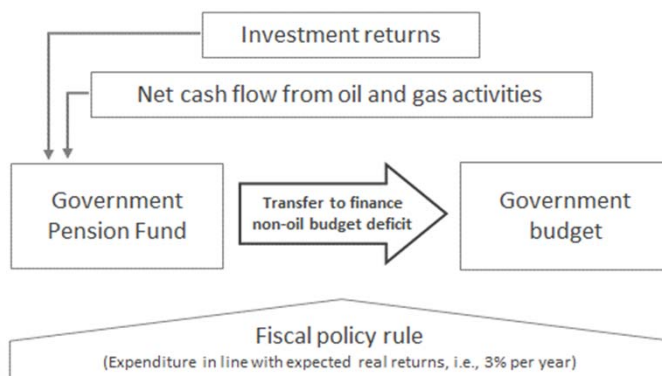 Investment returns
Net cash flow from oil and gas activities
Government
Pension Fund
Transfer to finance
non-oil budget deficit
Government
budget
Fiscal policy rule
(Expenditure in line with expected real returns, i.e., 3% per year)